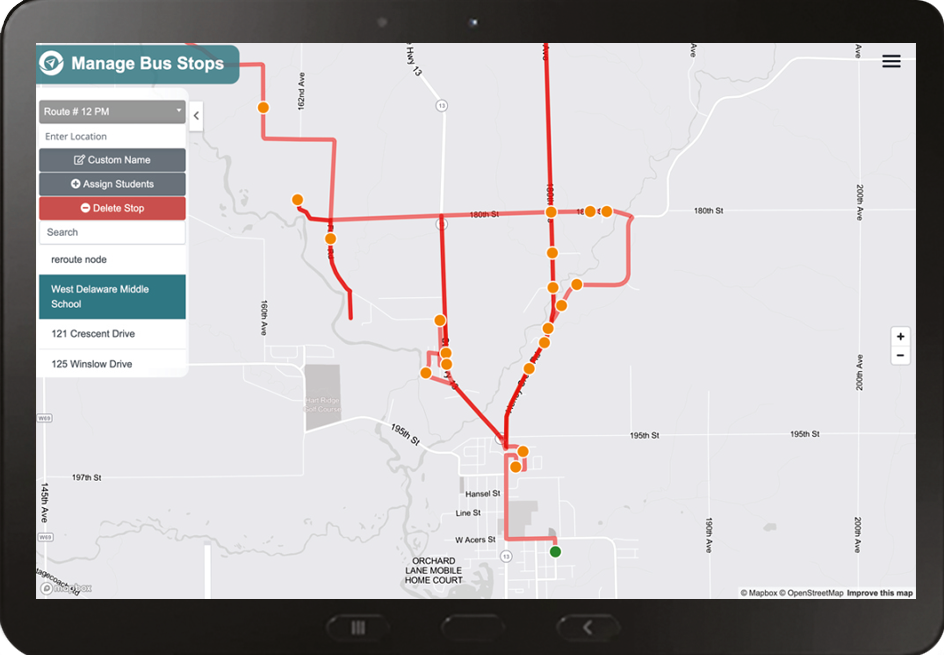 Manage Bus Stops
Route # 12 PM
Enter Location
Custom Name
Assign Students
Delete Stop
Search
reroute node
West Delaware Middle
School
121 Crescent Drive
125 Winslow Drive
162nd Ave
Hwy 13
13
Ave
Ave
180th St
180th St
200th Ave
160th Ave
200th Ave
Hart Ridge
Golf Course
W69
195th St
195th St
195th St
197th St
145th Ave
Hansel St
Line St
W Acers St
190th Ave
200th Ave
W69
13
ORCHARD
LANE MOBILE
HOME COURT
mapbox
+
−
© Mapbox © OpenStreetMap Improve this map